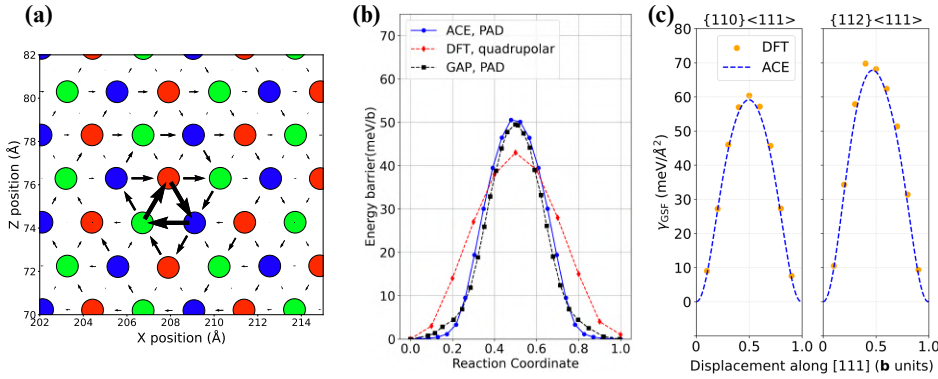 (a)
82
80
78
76
74
72
70
Z position (Å)
202 204 206 208 210 212 214
X position (Å)
(b)
70
60
50
40
30
20
10
0
Energy barrier(meV/b)
ACE, PAD
DFT, quadrupolar
GAP, PAD
0.0 0.2 0.4 0.6 0.8 1.0
Reaction Coordinate
(c)
{110}<111>
{112}<111>
DFT
ACE
80
70
60
50
40
30
20
10
0
γGSF (meV/Å²)
0.0 0.5 1.0
0.0 0.5 1.0
Displacement along [111] (b units)